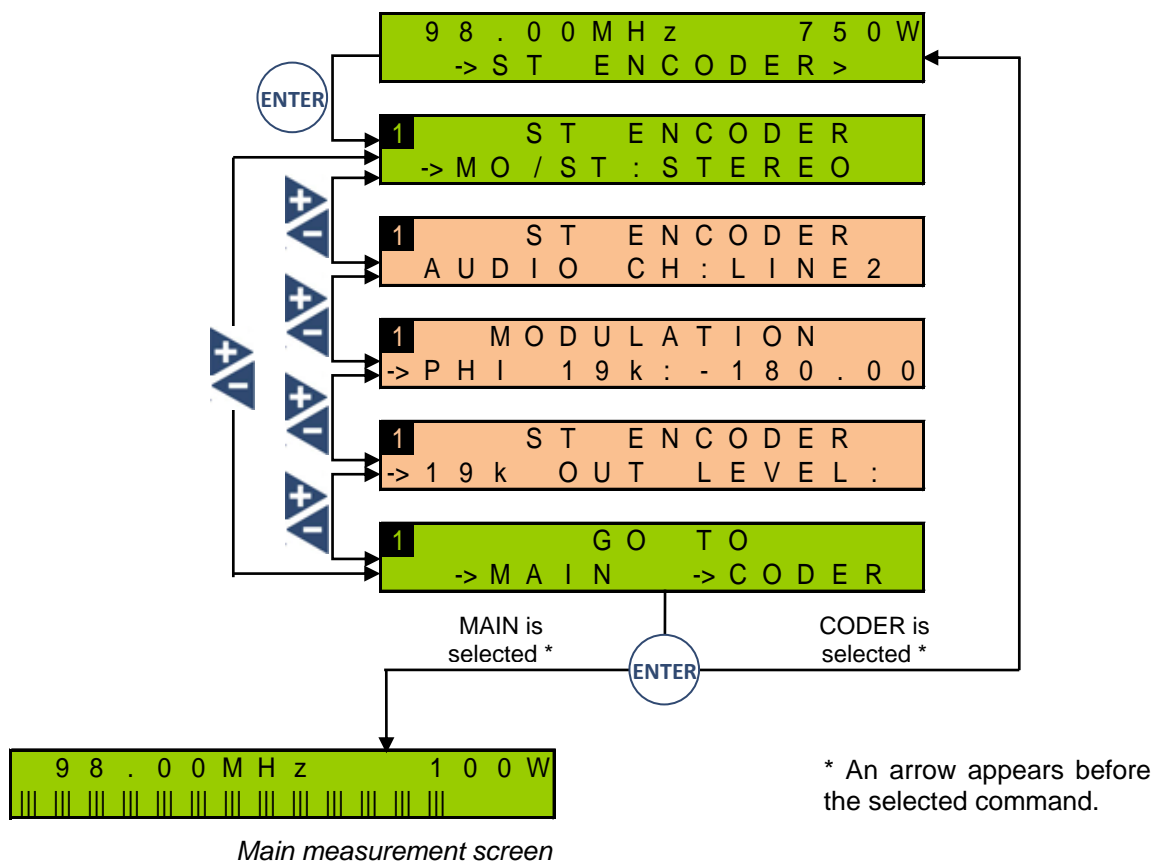 98.00MHz 750W
->ST ENCODER>
ENTER
1 ST ENCODER
->MO/ST:STEREO
+
-
1 ST ENCODER
AUDIO CH:LINE2
+
-
+
-
1 MODULATION
->PHI 19k:-180.00
+
-
1 ST ENCODER
->19k OUT LEVEL:
+
-
1 GO TO
->MAIN ->CODER
MAIN is
selected *
CODER is
selected *
ENTER
98.00MHz 100W
* An arrow appears before
the selected command.
Main measurement screen